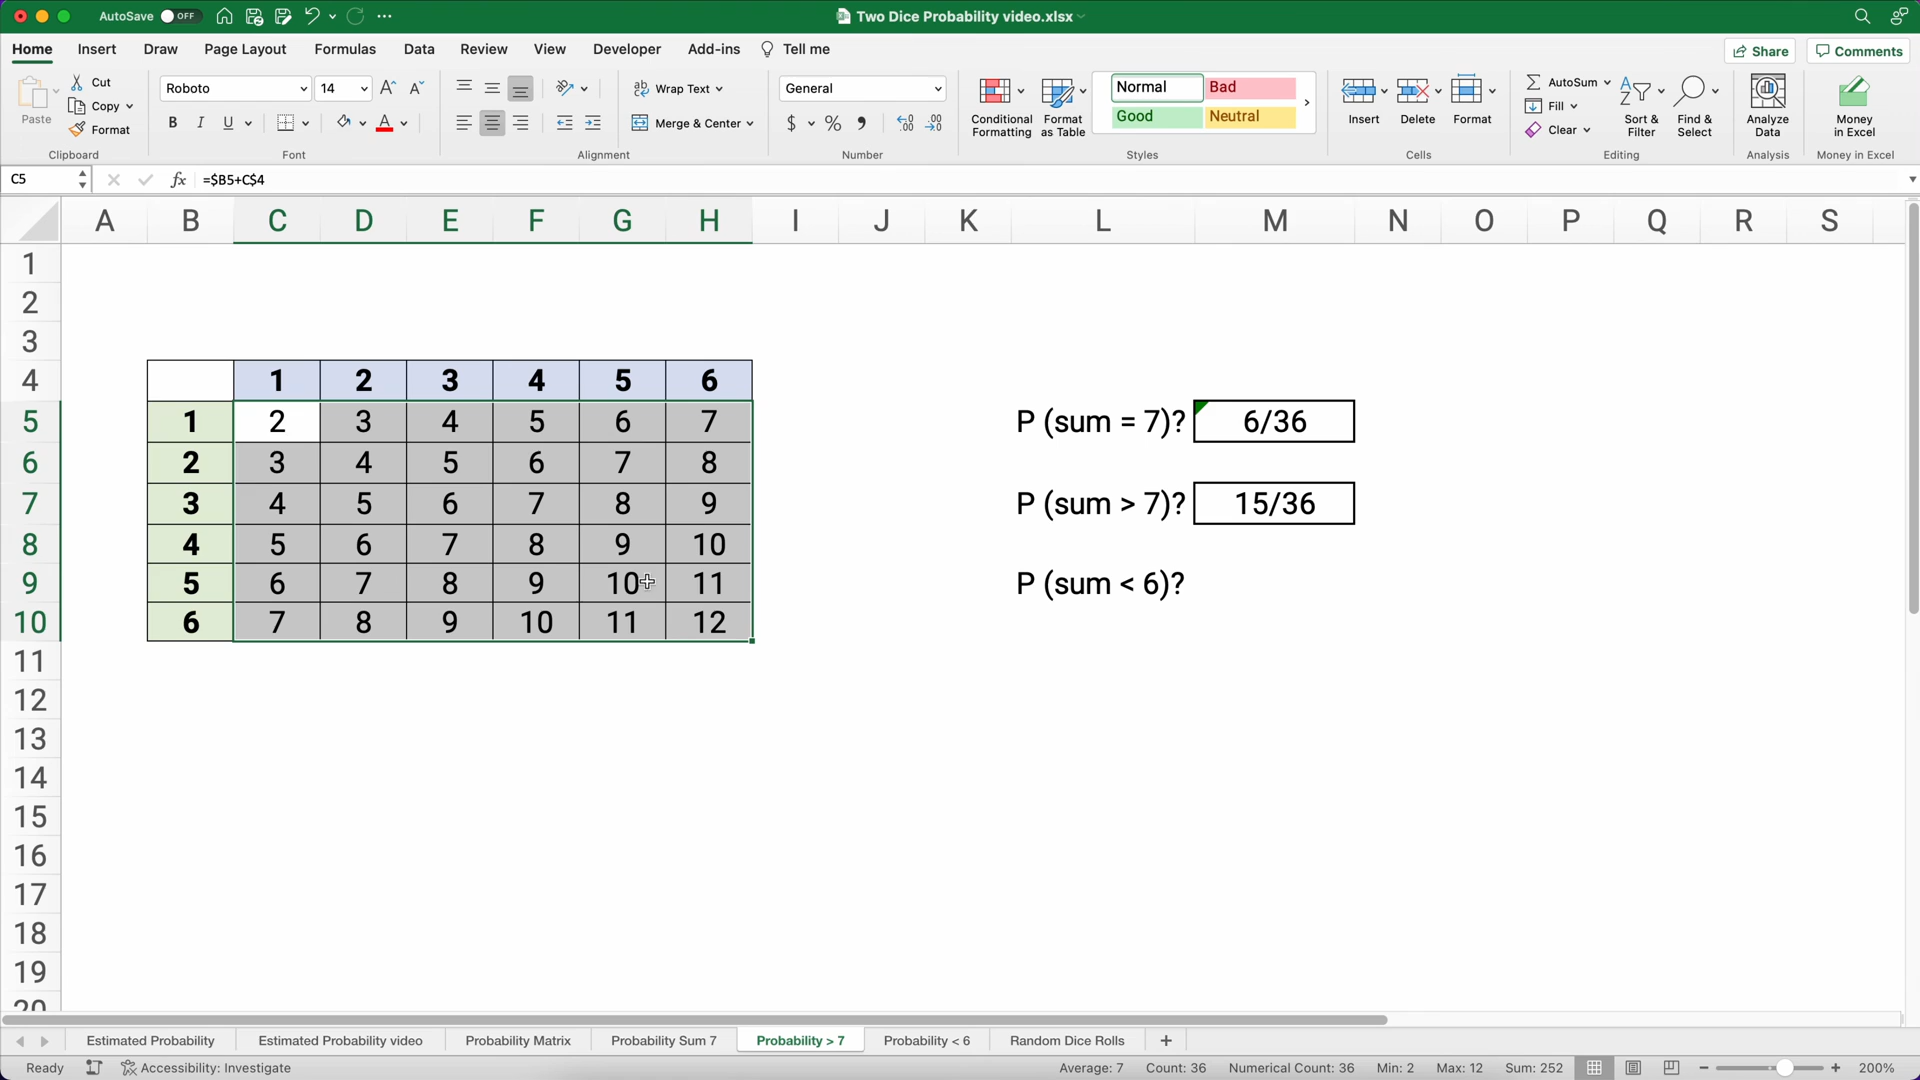 AutoSave OFF Two Dice Probability video.xlsx
Home Insert Draw Page Layout Formulas Data Review View Developer Add-ins Tell me Share Comments
Paste Cut Copy Format Roboto 14 Wrap Text General Conditional Formatting Format as Table Normal Bad Insert Delete Format AutoSum Fill Clear Sort & Filter Find & Select Analyze Data Money in Excel
B I U Merge & Center $ % Good Neutral
Clipboard Font Alignment Number Styles Cells Editing Analysis Money in Excel
C5 fx =$B5+C$4
A B C D E F G H I J K L M N O P Q R S
1
2
3
4 1 2 3 4 5 6
5 1 2 3 4 5 6 7 P (sum = 7)? 6/36
6 2 3 4 5 6 7 8
7 3 4 5 6 7 8 9 P (sum > 7)? 15/36
8 4 5 6 7 8 9 10
9 5 6 7 8 9 10 11 P (sum < 6)?
10 6 7 8 9 10 11 12
11
12
13
14
15
16
17
18
19
20
Estimated Probability Estimated Probability video Probability Matrix Probability Sum 7 Probability > 7 Probability < 6 Random Dice Rolls
Ready Accessibility: Investigate Average: 7 Count: 36 Numerical Count: 36 Min: 2 Max: 12 Sum: 252 200%